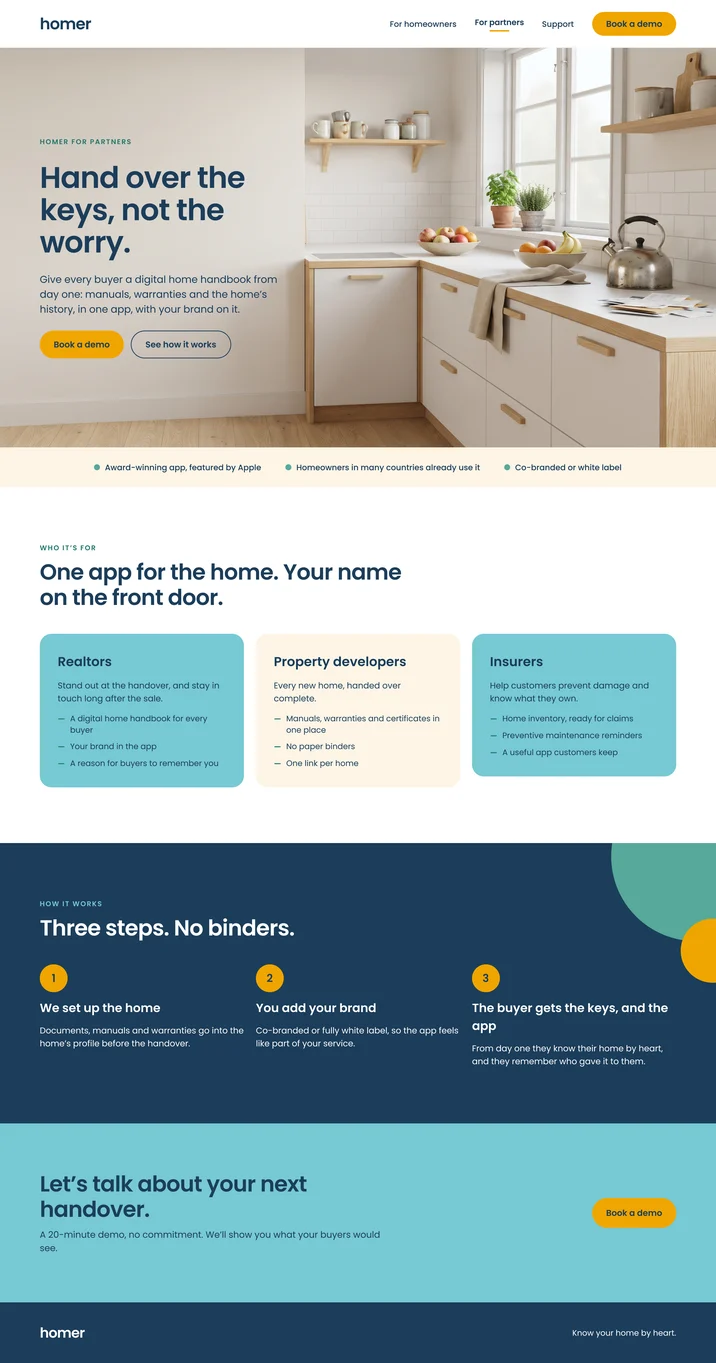 homer
For homeowners
For partners
Support
Book a demo
HOMER FOR PARTNERS
Hand over the
keys, not the
worry.
Give every buyer a digital home handbook from
day one: manuals, warranties and the home’s
history, in one app, with your brand on it.
Book a demo
See how it works
Award-winning app, featured by Apple
Homeowners in many countries already use it
Co-branded or white label
WHO IT’S FOR
One app for the home. Your name
on the front door.
Realtors
Stand out at the handover, and stay in
touch long after the sale.
— A digital home handbook for every
buyer
— Your brand in the app
— A reason for buyers to remember you
Property developers
Every new home, handed over
complete.
— Manuals, warranties and certificates in
one place
— No paper binders
— One link per home
Insurers
Help customers prevent damage and
know what they own.
— Home inventory, ready for claims
— Preventive maintenance reminders
— A useful app customers keep
HOW IT WORKS
Three steps. No binders.
1
We set up the home
Documents, manuals and warranties go into the
home’s profile before the handover.
2
You add your brand
Co-branded or fully white label, so the app feels
like part of your service.
3
The buyer gets the keys, and the
app
From day one they know their home by heart,
and they remember who gave it to them.
Let’s talk about your next
handover.
A 20-minute demo, no commitment. We’ll show you what your buyers would
see.
Book a demo
homer
Know your home by heart.